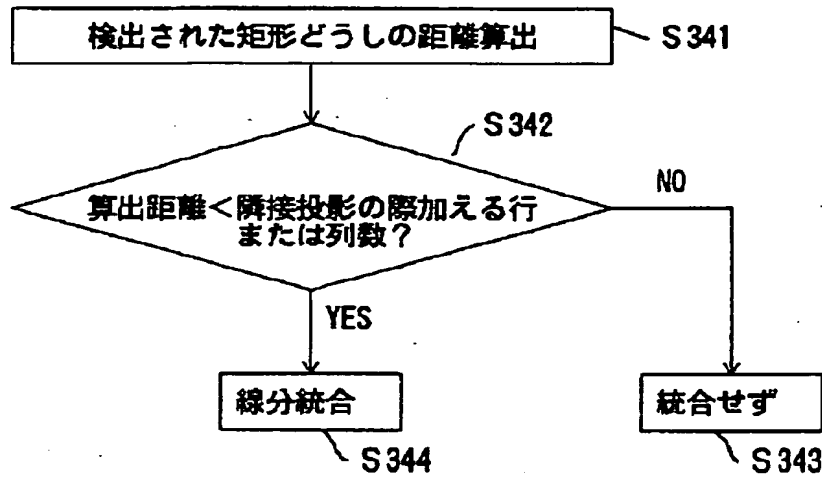 検出された矩形どうしの距離算出
S341
S342
算出距離<隣接投影の際加える行
または列数?
NO
YES
線分統合
統合せず
S344
S343